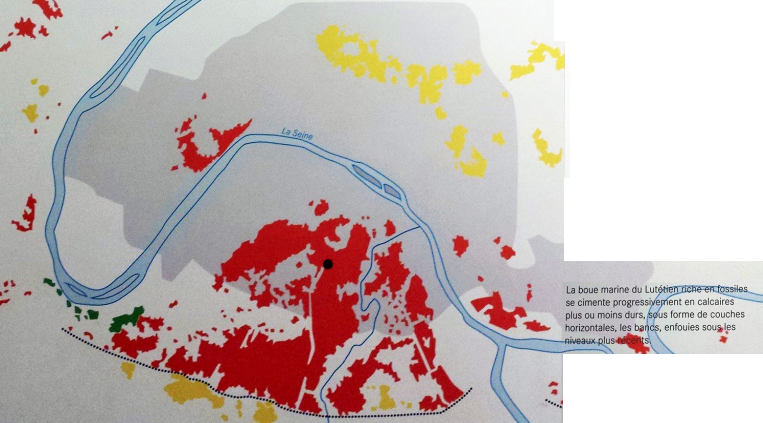 La Seine
La boue marine du Lutétien riche en fossiles
se cimente progressivement en calcaires
plus ou moins durs, sous forme de couches
horizontales, les bancs, enfouies sous les
niveaux plus récents.